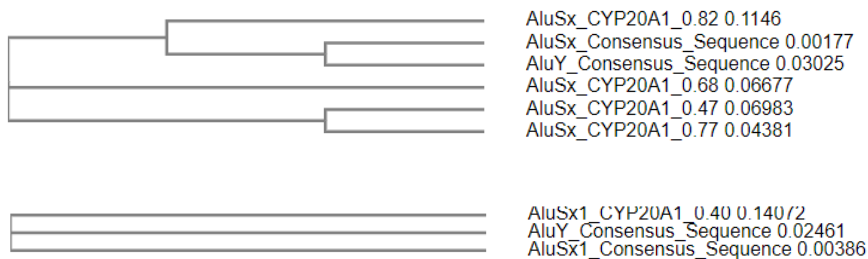 AluSx_CYP20A1_0.82 0.1146
AluSx_Consensus_Sequence 0.00177
AluY_Consensus_Sequence 0.03025
AluSx_CYP20A1_0.68 0.06677
AluSx_CYP20A1_0.47 0.06983
AluSx_CYP20A1_0.77 0.04381
AluSx1_CYP20A1_0.40 0.14072
AluY_Consensus_Sequence 0.02461
AluSx1_Consensus_Sequence 0.00386